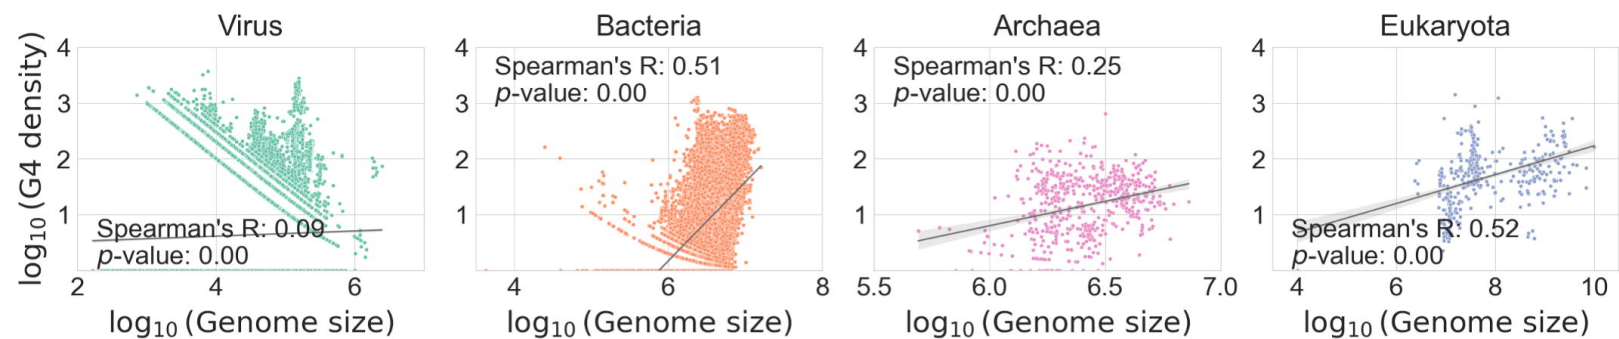 Virus
Bacteria
Archaea
Eukaryota
log₁₀ (G4 density)
4
3
2
1
Spearman's R: 0.09
p-value: 0.00
2
4
6
log₁₀ (Genome size)
4
3
2
1
Spearman's R: 0.51
p-value: 0.00
4
6
8
log₁₀ (Genome size)
4
3
2
1
Spearman's R: 0.25
p-value: 0.00
5.5
6.0
6.5
7.0
log₁₀ (Genome size)
4
3
2
1
Spearman's R: 0.52
p-value: 0.00
4
6
8
10
log₁₀ (Genome size)